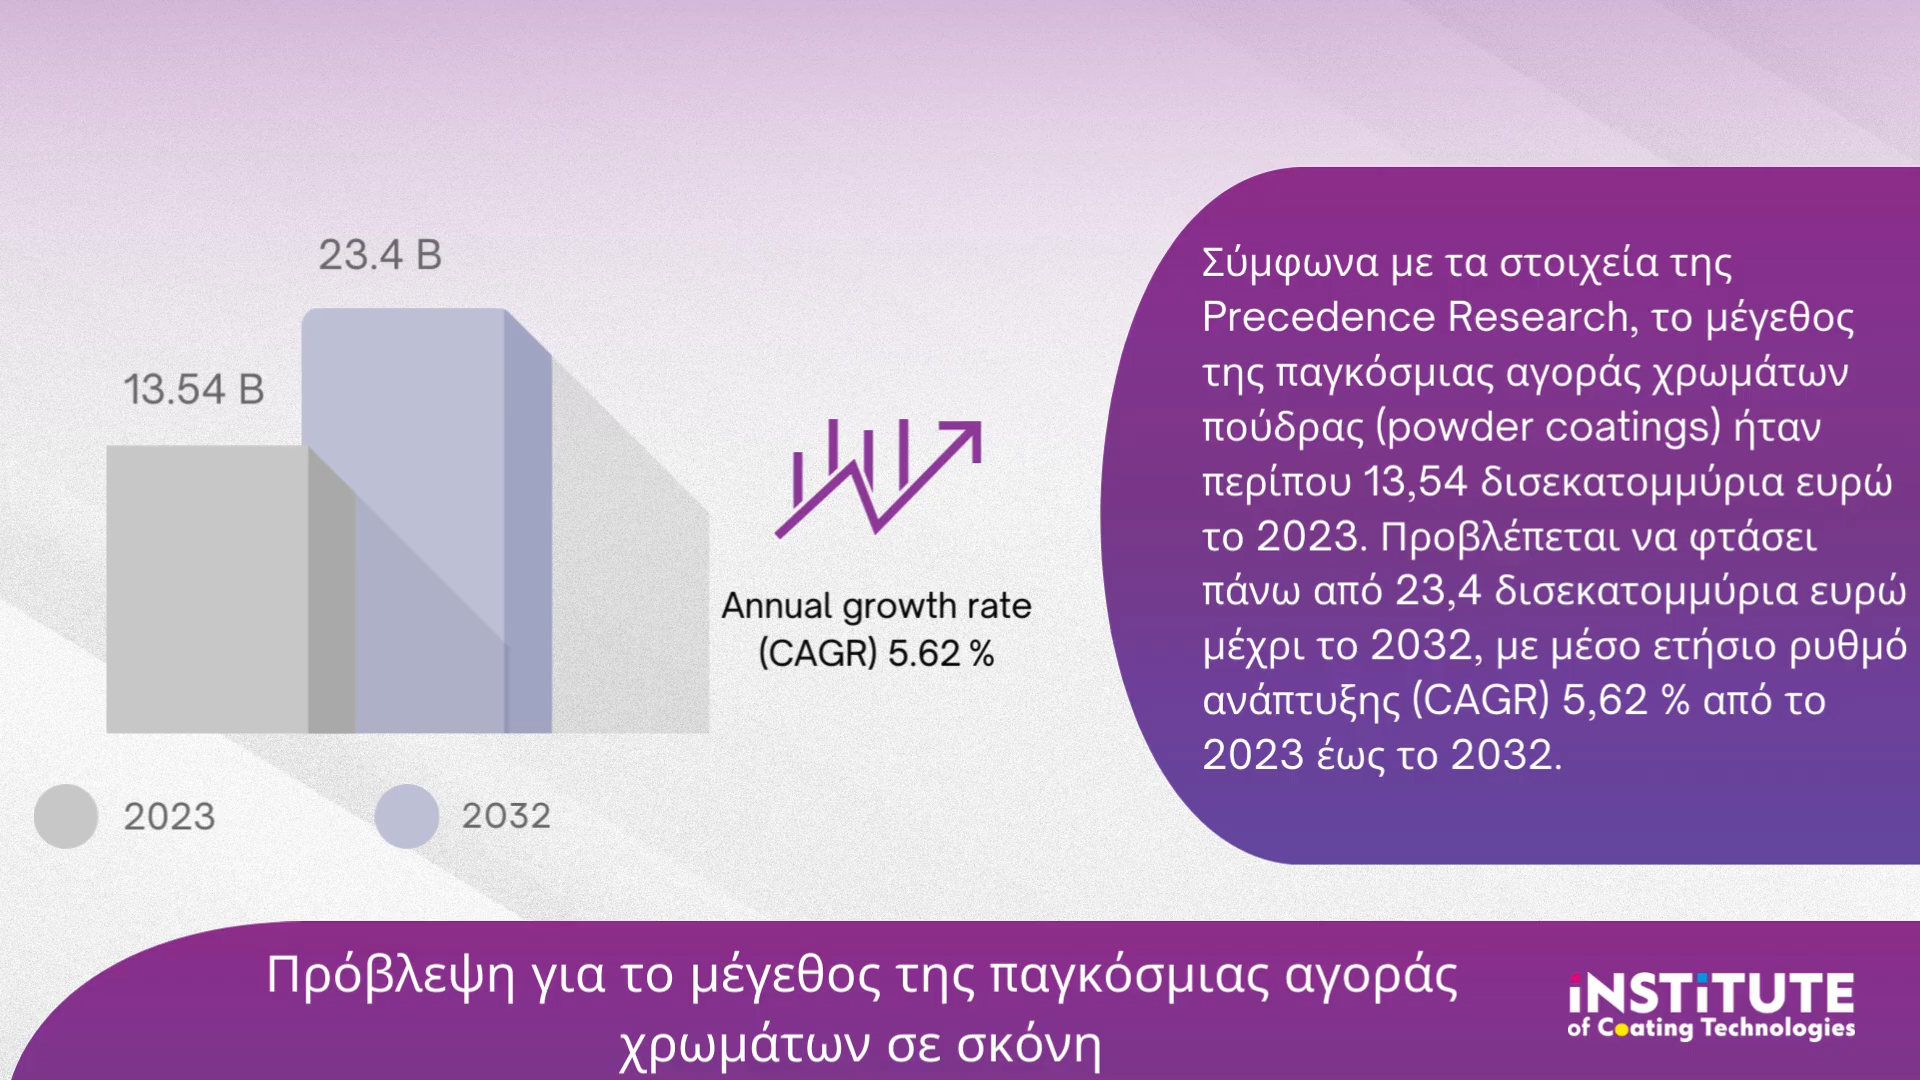 23.4 B
13.54 B
Annual growth rate
(CAGR) 5.62 %
2023
2032
Σύμφωνα με τα στοιχεία της
Precedence Research, το μέγεθος
της παγκόσμιας αγοράς χρωμάτων
πούδρας (powder coatings) ήταν
περίπου 13,54 δισεκατομμύρια ευρώ
το 2023. Προβλέπεται να φτάσει
πάνω από 23,4 δισεκατομμύρια ευρώ
μέχρι το 2032, με μέσο ετήσιο ρυθμό
ανάπτυξης (CAGR) 5,62 % από το
2023 έως το 2032.
Πρόβλεψη για το μέγεθος της παγκόσμιας αγοράς
χρωμάτων σε σκόνη
iNSTiTUTE
of Coating Technologies